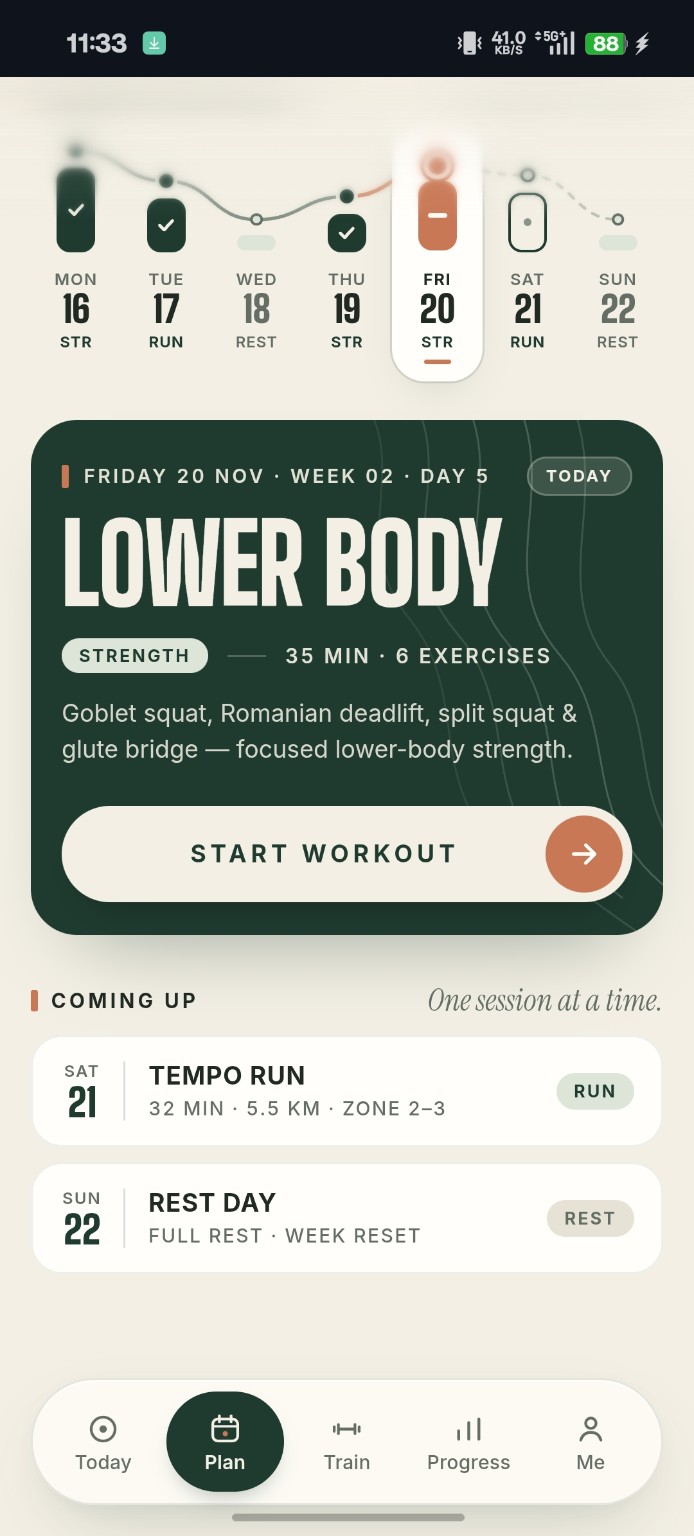 11:33
41.0 KB/S 5G+ 88
MON TUE WED THU FRI SAT SUN
16 17 18 19 20 21 22
STR RUN REST STR STR RUN REST
FRIDAY 20 NOV · WEEK 02 · DAY 5
TODAY
LOWER BODY
STRENGTH
35 MIN · 6 EXERCISES
Goblet squat, Romanian deadlift, split squat &
glute bridge — focused lower-body strength.
START WORKOUT
COMING UP
One session at a time.
SAT
21
TEMPO RUN
32 MIN · 5.5 KM · ZONE 2–3
RUN
SUN
22
REST DAY
FULL REST · WEEK RESET
REST
Today Plan Train Progress Me